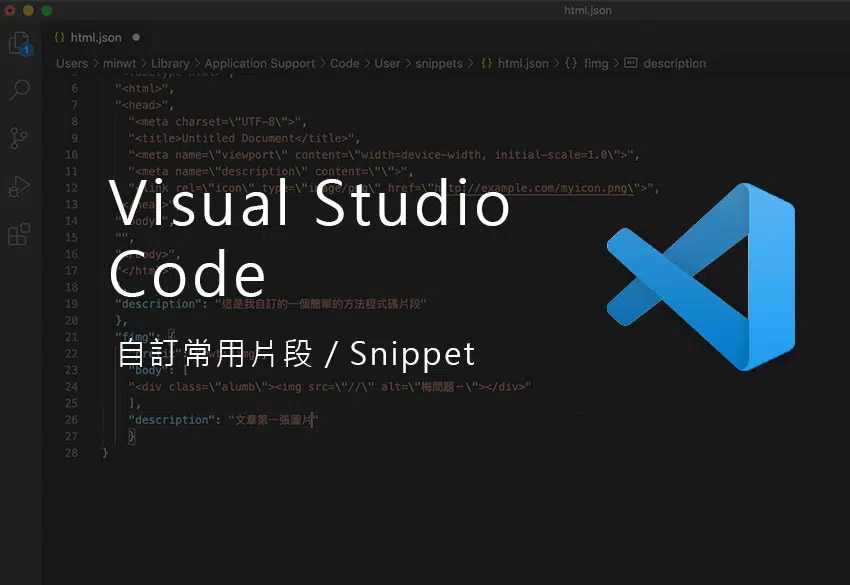 html.json
{} html.json ●
1
Users > minwt > Library > Application Support > Code > User > snippets > {} html.json > {} fimg > description
6 "<html>",
7 "<head>",
8 "<meta charset=\"UTF-8\">",
9 "<title>Untitled Document</title>",
10 "<meta name=\"viewport\" content=\"width=device-width, initial-scale=1.0\">",
11 "<meta name=\"description\" content=\"\">",
12 rel=\"icon\" type=\"image/png\" href=\"http://example.com/myicon.png\">",
13
14
15 "",
16
17
18
19 "description": "這是我自訂的一個簡單的方法程式碼片段"
20 },
21 "fimg": {
22
23 "body": [
24 "<div class=\"alumb\"><img src=\"//\" alt=\"梅問題-\"></div>"
25 ],
26 "description": "文章第一張圖片"
27 }
28 }
Visual Studio
Code
自訂常用片段 / Snippet